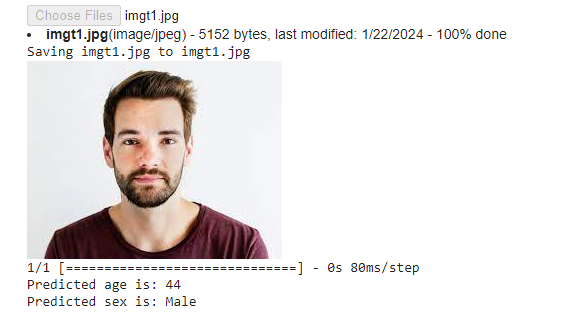 Choose Files imgt1.jpg
• imgt1.jpg(image/jpeg) - 5152 bytes, last modified: 1/22/2024 - 100% done
Saving imgt1.jpg to imgt1.jpg
1/1 [==============================] - 0s 80ms/step
Predicted age is: 44
Predicted sex is: Male